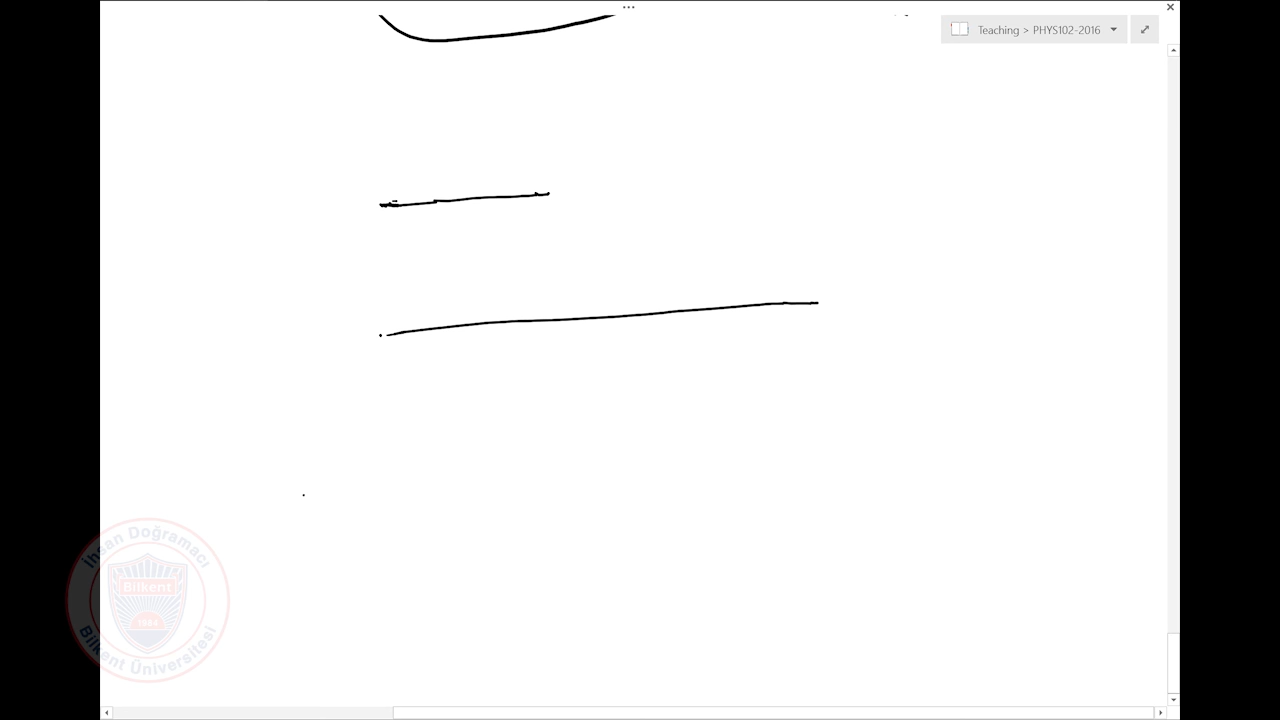 Teaching > PHYS102-2016
İhsan Doğramacı
Bilkent
1984
Bilkent Üniversitesi